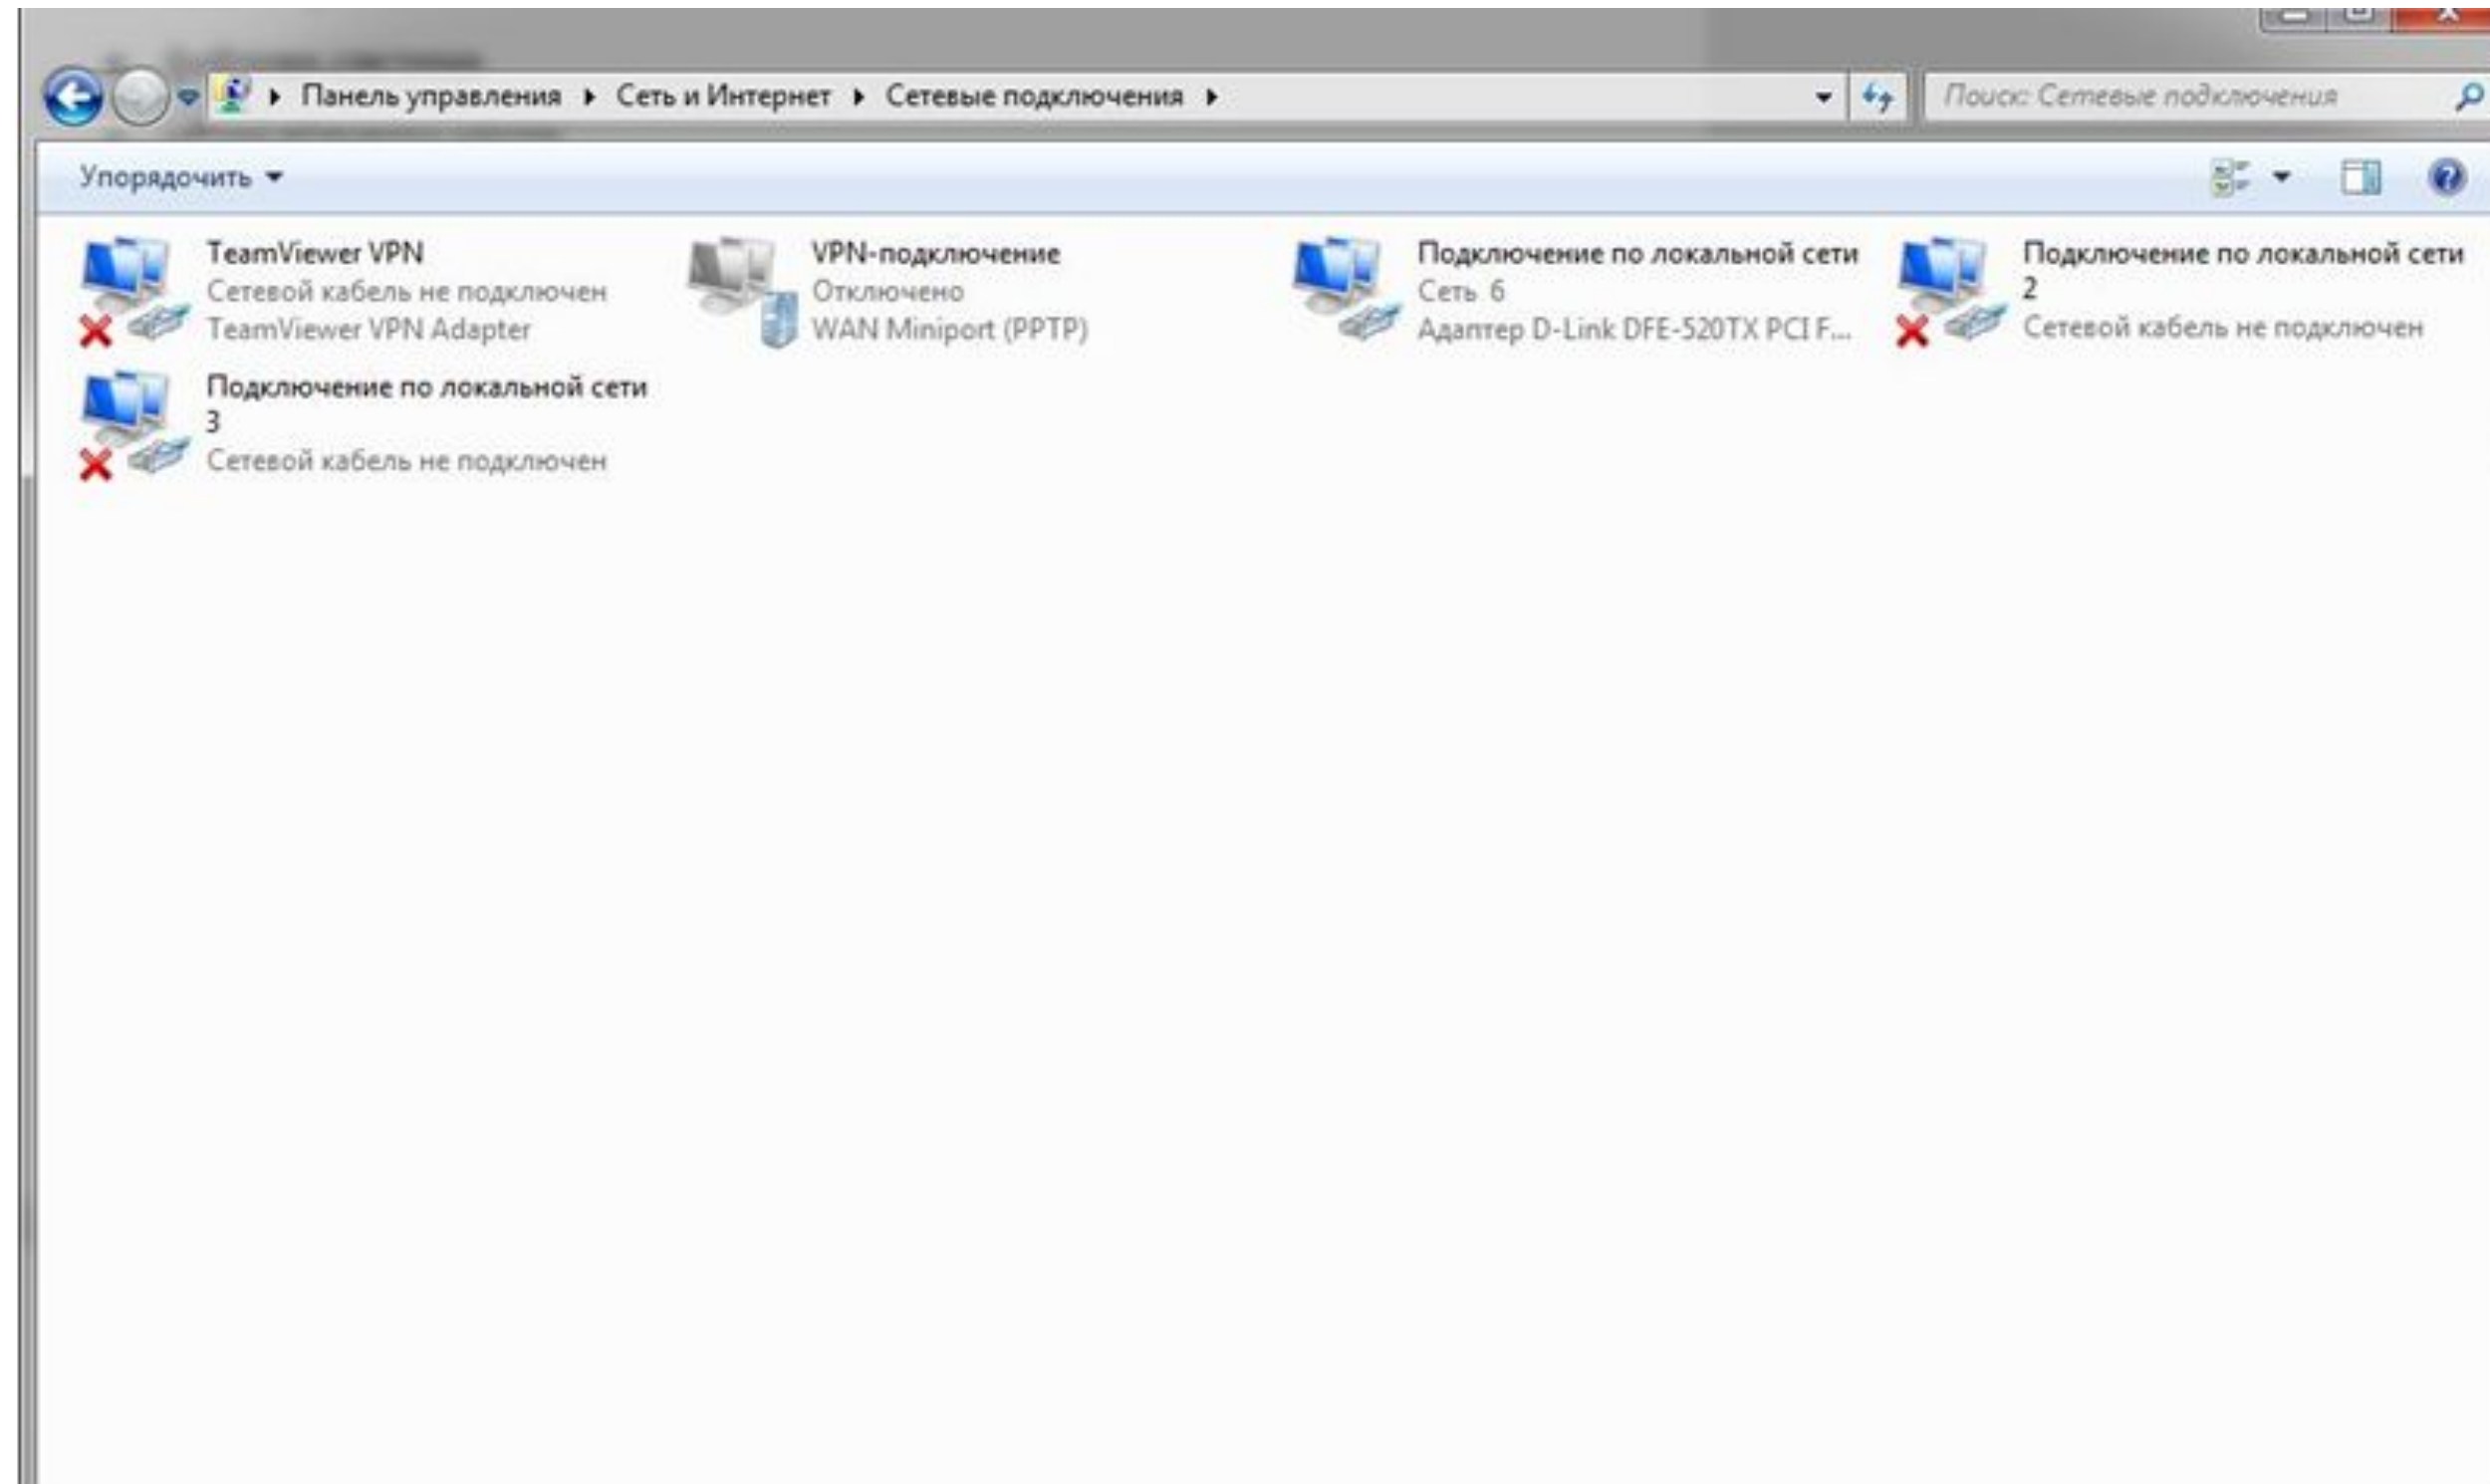 Панель управления ▸ Сеть и Интернет ▸ Сетевые подключения ▸
Поиск: Сетевые подключения
Упорядочить
TeamViewer VPN
Сетевой кабель не подключен
TeamViewer VPN Adapter
VPN-подключение
Отключено
WAN Miniport (PPTP)
Подключение по локальной сети
Сеть 6
Адаптер D-Link DFE-520TX PCI F...
Подключение по локальной сети
2
Сетевой кабель не подключен
Подключение по локальной сети
3
Сетевой кабель не подключен